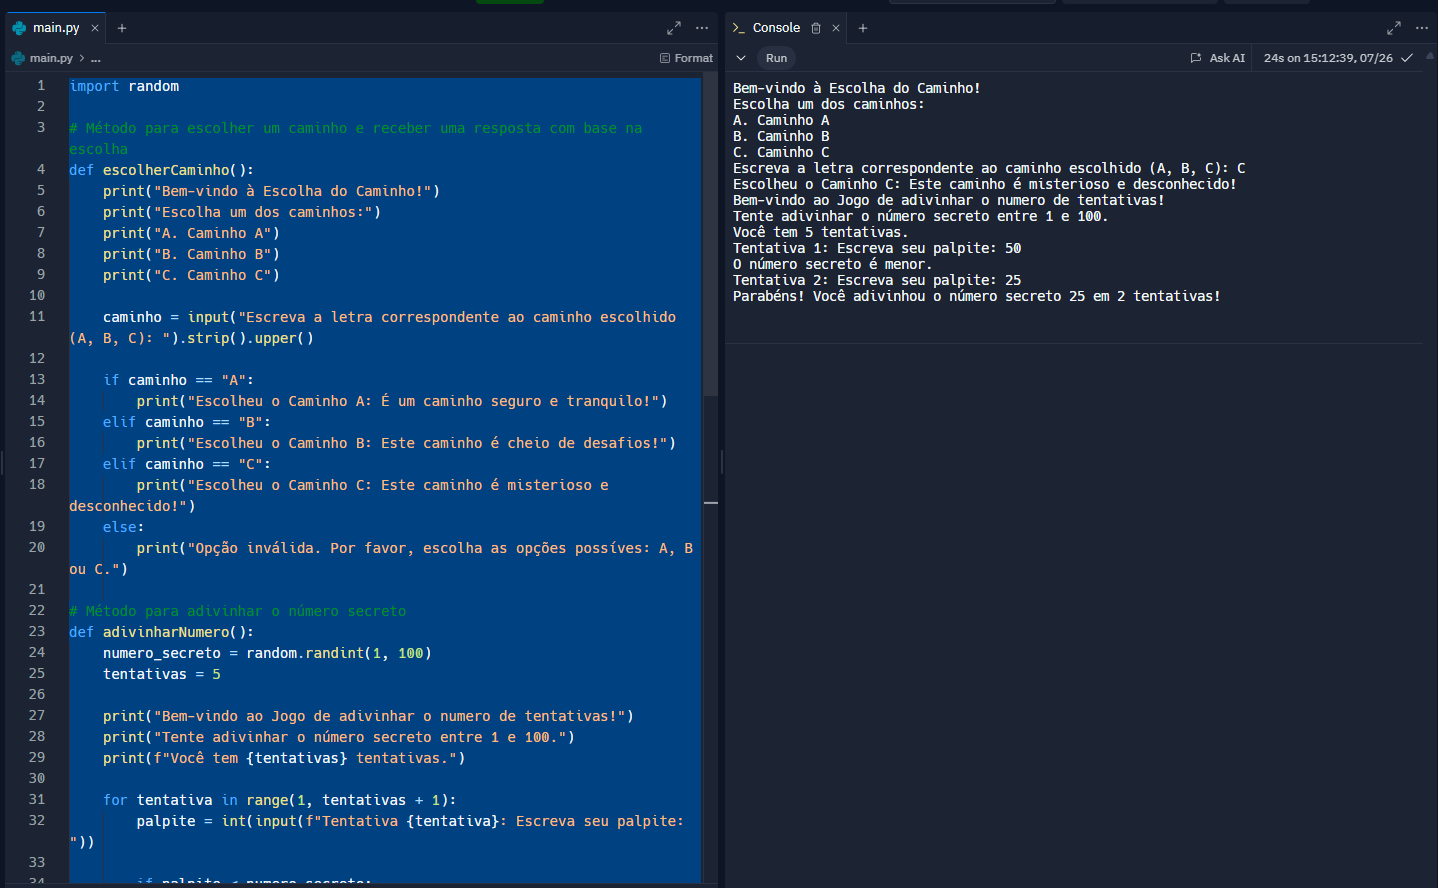 main.py × +
main.py > ...
Format
1 import random
2
3 # Método para escolher um caminho e receber uma resposta com base na
escolha
4 def escolherCaminho():
5 print("Bem-vindo à Escolha do Caminho!")
6 print("Escolha um dos caminhos:")
7 print("A. Caminho A")
8 print("B. Caminho B")
9 print("C. Caminho C")
10
11 caminho = input("Escreva a letra correspondente ao caminho escolhido
(A, B, C): ").strip().upper()
12
13 if caminho == "A":
14 print("Escolheu o Caminho A: É um caminho seguro e tranquilo!")
15 elif caminho == "B":
16 print("Escolheu o Caminho B: Este caminho é cheio de desafios!")
17 elif caminho == "C":
18 print("Escolheu o Caminho C: Este caminho é misterioso e
desconhecido!")
19 else:
20 print("Opção inválida. Por favor, escolha as opções possíves: A, B
ou C.")
21
22 # Método para adivinhar o número secreto
23 def adivinharNumero():
24 numero_secreto = random.randint(1, 100)
25 tentativas = 5
26
27 print("Bem-vindo ao Jogo de adivinhar o numero de tentativas!")
28 print("Tente adivinhar o número secreto entre 1 e 100.")
29 print(f"Você tem {tentativas} tentativas.")
30
31 for tentativa in range(1, tentativas + 1):
32 palpite = int(input(f"Tentativa {tentativa}: Escreva seu palpite:
"))
33
34 if palpite < numero_secreto:
Console × +
Run
Ask AI
24s on 15:12:39, 07/26
Bem-vindo à Escolha do Caminho!
Escolha um dos caminhos:
A. Caminho A
B. Caminho B
C. Caminho C
Escreva a letra correspondente ao caminho escolhido (A, B, C): C
Escolheu o Caminho C: Este caminho é misterioso e desconhecido!
Bem-vindo ao Jogo de adivinhar o numero de tentativas!
Tente adivinhar o número secreto entre 1 e 100.
Você tem 5 tentativas.
Tentativa 1: Escreva seu palpite: 50
O número secreto é menor.
Tentativa 2: Escreva seu palpite: 25
Parabéns! Você adivinhou o número secreto 25 em 2 tentativas!